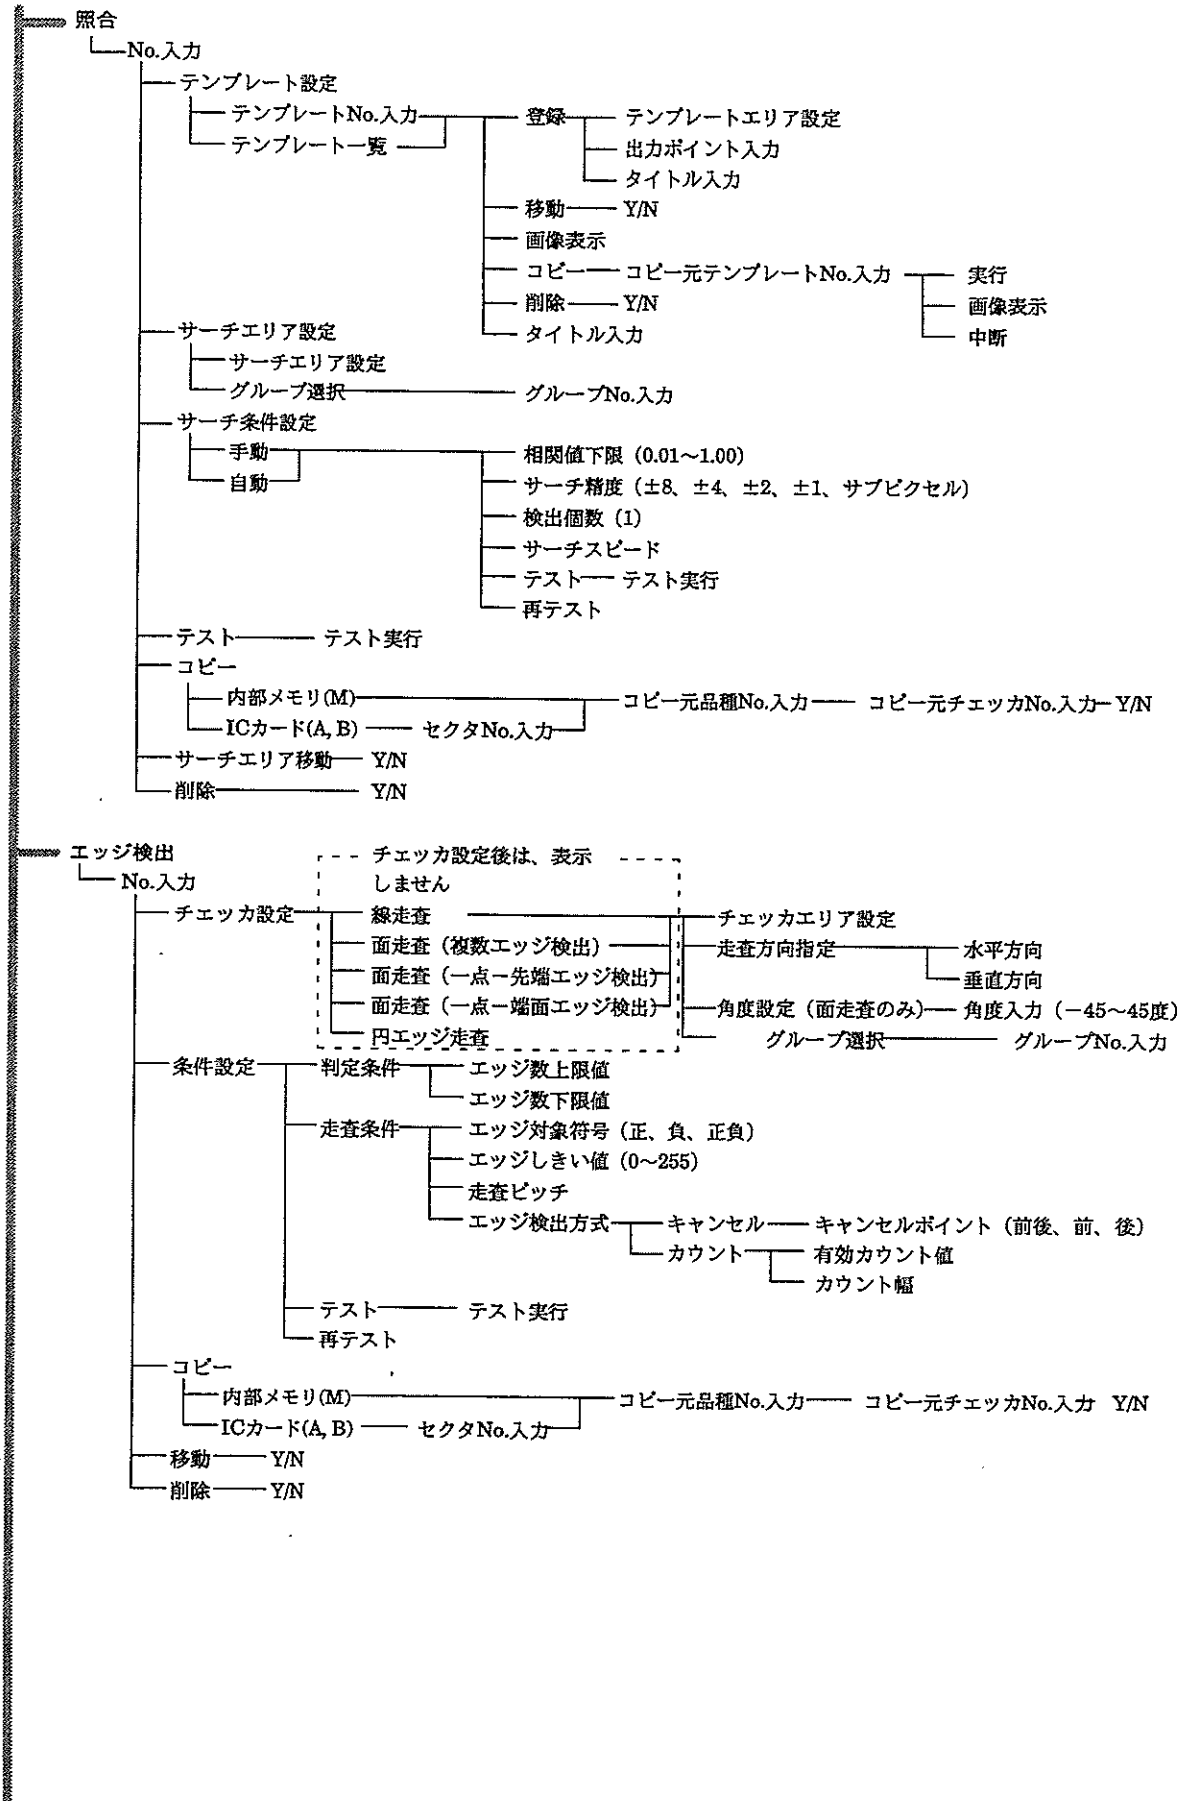 照合
No.入力
テンプレート設定
テンプレートNo.入力 登録 テンプレートエリア設定
テンプレート一覧 出力ポイント入力
タイトル入力
移動 Y/N
画像表示
コピー コピー元テンプレートNo.入力 実行
削除 Y/N 画像表示
サーチエリア設定 タイトル入力 中断
サーチエリア設定
グループ選択 グループNo.入力
サーチ条件設定
手動 相関値下限（0.01～1.00）
自動 サーチ精度（±8、±4、±2、±1、サブピクセル）
検出個数（1）
サーチスピード
テスト テスト実行
再テスト
テスト テスト実行
コピー
内部メモリ(M) コピー元品種No.入力 コピー元チェッカNo.入力 Y/N
ICカード(A, B) セクタNo.入力
サーチエリア移動 Y/N
削除 Y/N
エッジ検出 チェッカ設定後は、表示
No.入力 しません
チェッカ設定 線走査 チェッカエリア設定
面走査（複数エッジ検出） 走査方向指定 水平方向
面走査（一点－先端エッジ検出） 垂直方向
面走査（一点－端面エッジ検出） 角度設定（面走査のみ） 角度入力（－45～45度）
円エッジ走査 グループ選択 グループNo.入力
条件設定 判定条件 エッジ数上限値
エッジ数下限値
走査条件 エッジ対象符号（正、負、正負）
エッジしきい値（0～255）
走査ピッチ
エッジ検出方式 キャンセル キャンセルポイント（前後、前、後）
カウント 有効カウント値
カウント幅
テスト テスト実行
再テスト
コピー
内部メモリ(M) コピー元品種No.入力 コピー元チェッカNo.入力 Y/N
ICカード(A, B) セクタNo.入力
移動 Y/N
削除 Y/N